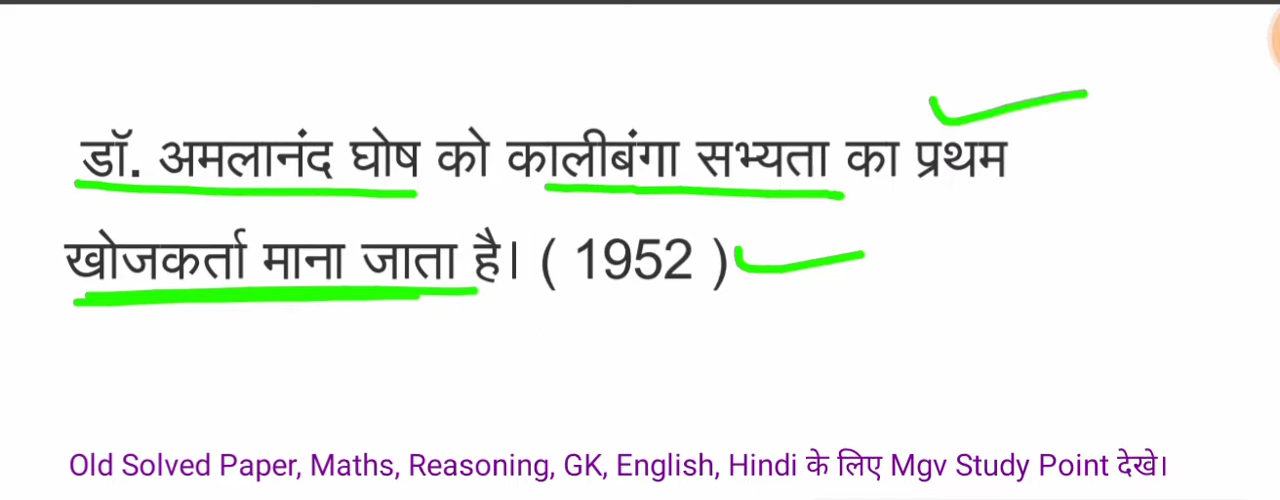 डॉ. अमलानंद घोष को कालीबंगा सभ्यता का प्रथम
खोजकर्ता माना जाता है। ( 1952 )
Old Solved Paper, Maths, Reasoning, GK, English, Hindi के लिए Mgv Study Point देखे।